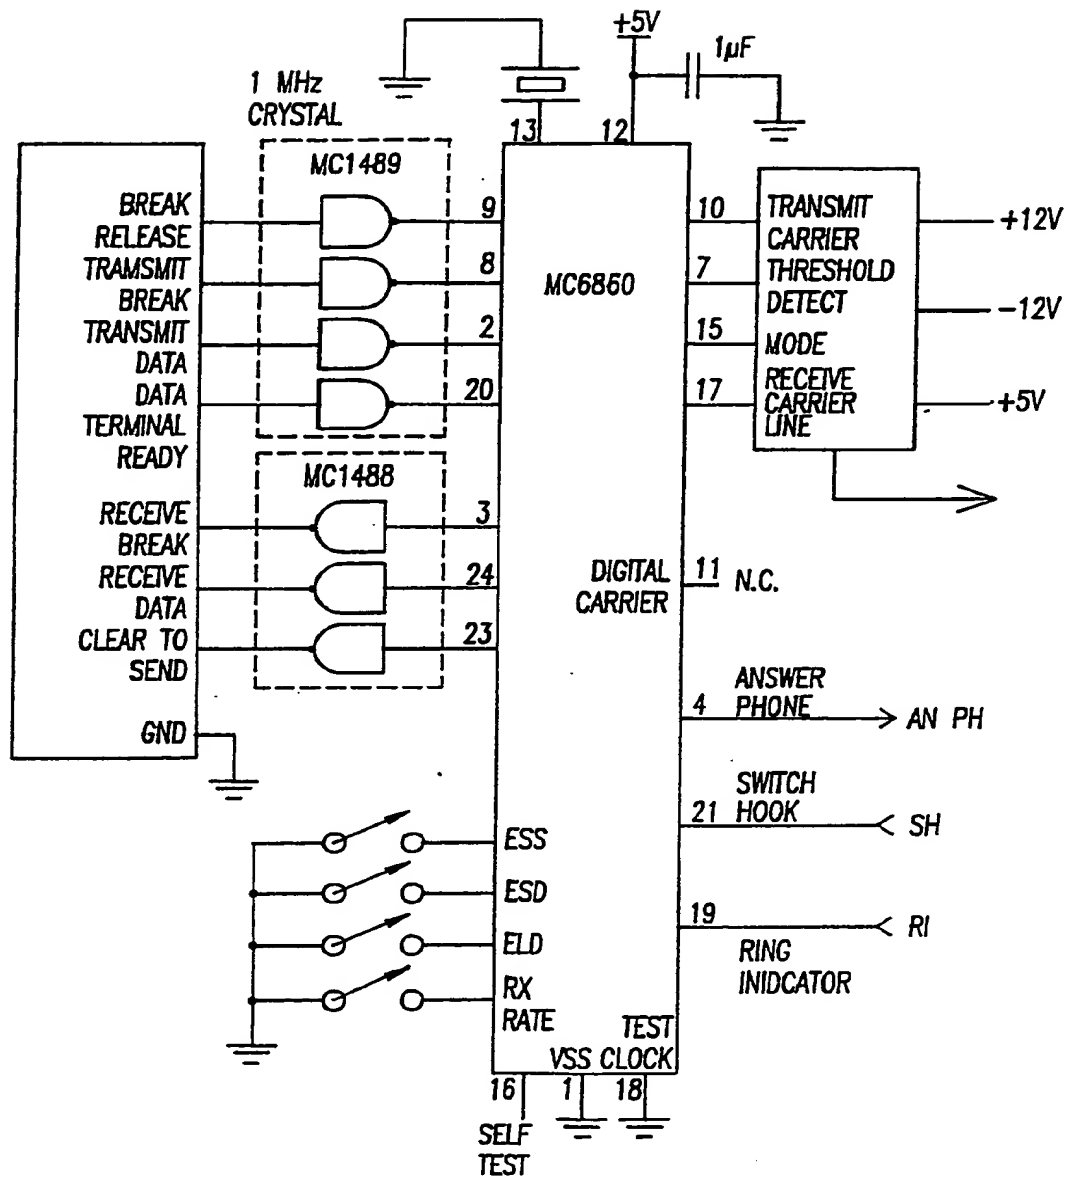 +5V
1µF
1 MHz
CRYSTAL
13
12
MC1489
BREAK
RELEASE
TRAMSMIT
BREAK
TRANSMIT
DATA
DATA
TERMINAL
READY
9
8
2
20
MC6860
10
7
15
17
TRANSMIT
CARRIER
THRESHOLD
DETECT
MODE
RECEIVE
CARRIER
LINE
+12V
-12V
+5V
MC1488
RECEIVE
BREAK
RECEIVE
DATA
CLEAR TO
SEND
GND
3
24
23
DIGITAL
CARRIER
11
N.C.
4
ANSWER
PHONE
AN PH
21
SWITCH
HOOK
SH
19
RI
RING
INIDCATOR
ESS
ESD
ELD
RX
RATE
TEST
VSS CLOCK
16
1
18
SELF
TEST